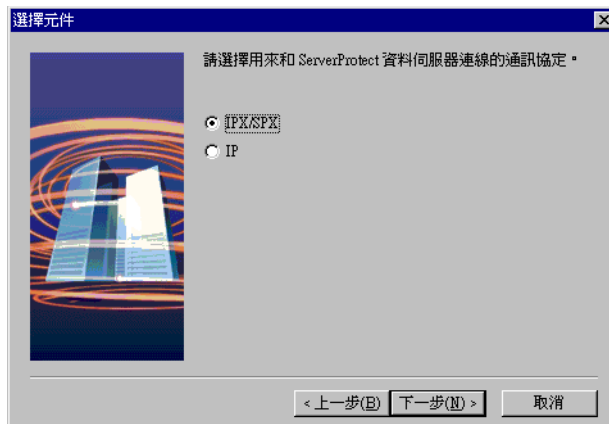 選擇元件
請選擇用來和 ServerProtect 資料伺服器連線的通訊協定。
IPX/SPX
IP
< 上一步(B) 下一步(N) > 取消